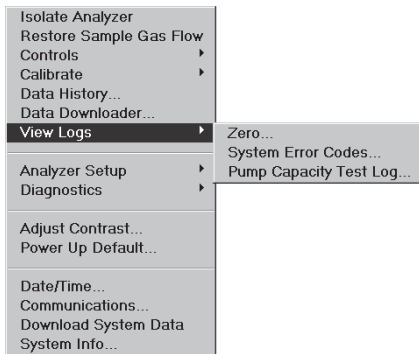 Isolate Analyzer
Restore Sample Gas Flow
Controls
Calibrate
Data History...
Data Downloader...
View Logs
Zero...
System Error Codes...
Pump Capacity Test Log...
Analyzer Setup
Diagnostics
Adjust Contrast...
Power Up Default...
Date/Time...
Communications...
Download System Data
System Info...